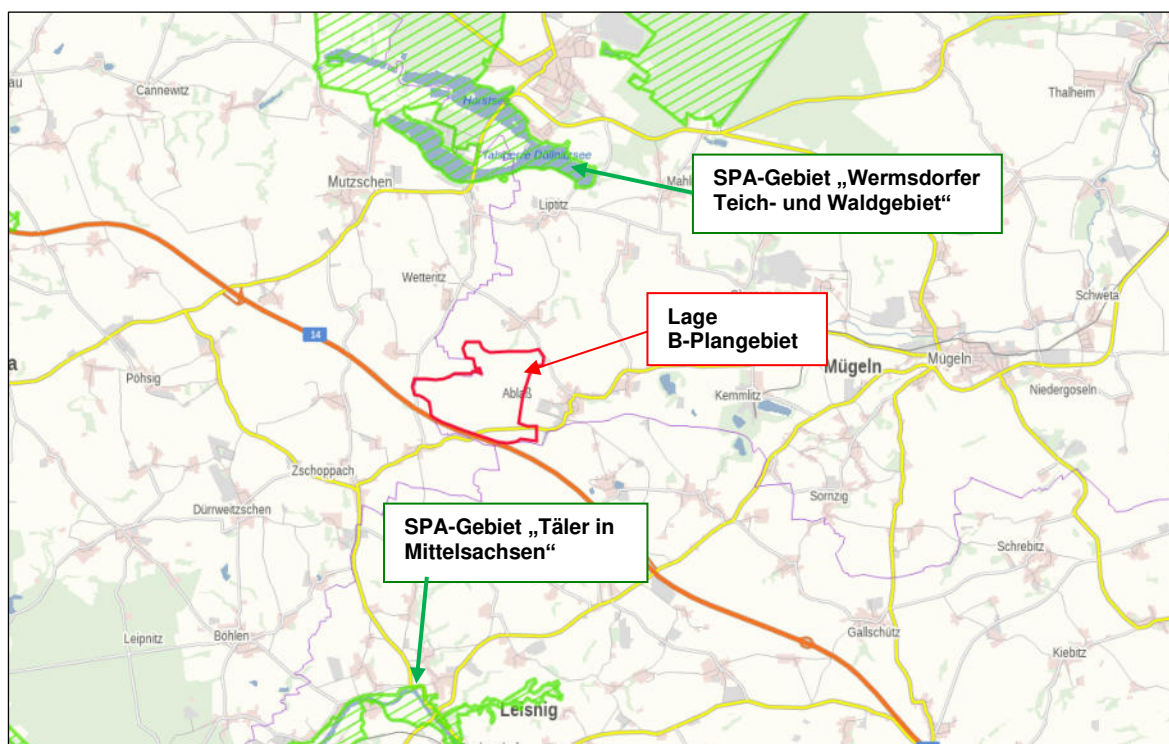 Cannewitz
Thalheim
Horstsee
Talsperre Döllnitzsee
Mutzschen
SPA-Gebiet „Wermsdorfer
Teich- und Waldgebiet“
Liptitz
Wetteritz
Schweta
Lage
B-Plangebiet
14
Pöhsig
Ablaß
Mügeln
Mügeln
Kemmlitz
Niedergoseln
Zschoppach
Sornzig
Dürrweitzschen
SPA-Gebiet „Täler in
Mittelsachsen“
Schrebitz
Leipnitz
Böhlen
Gallschütz
Kiebitz
Leisnig